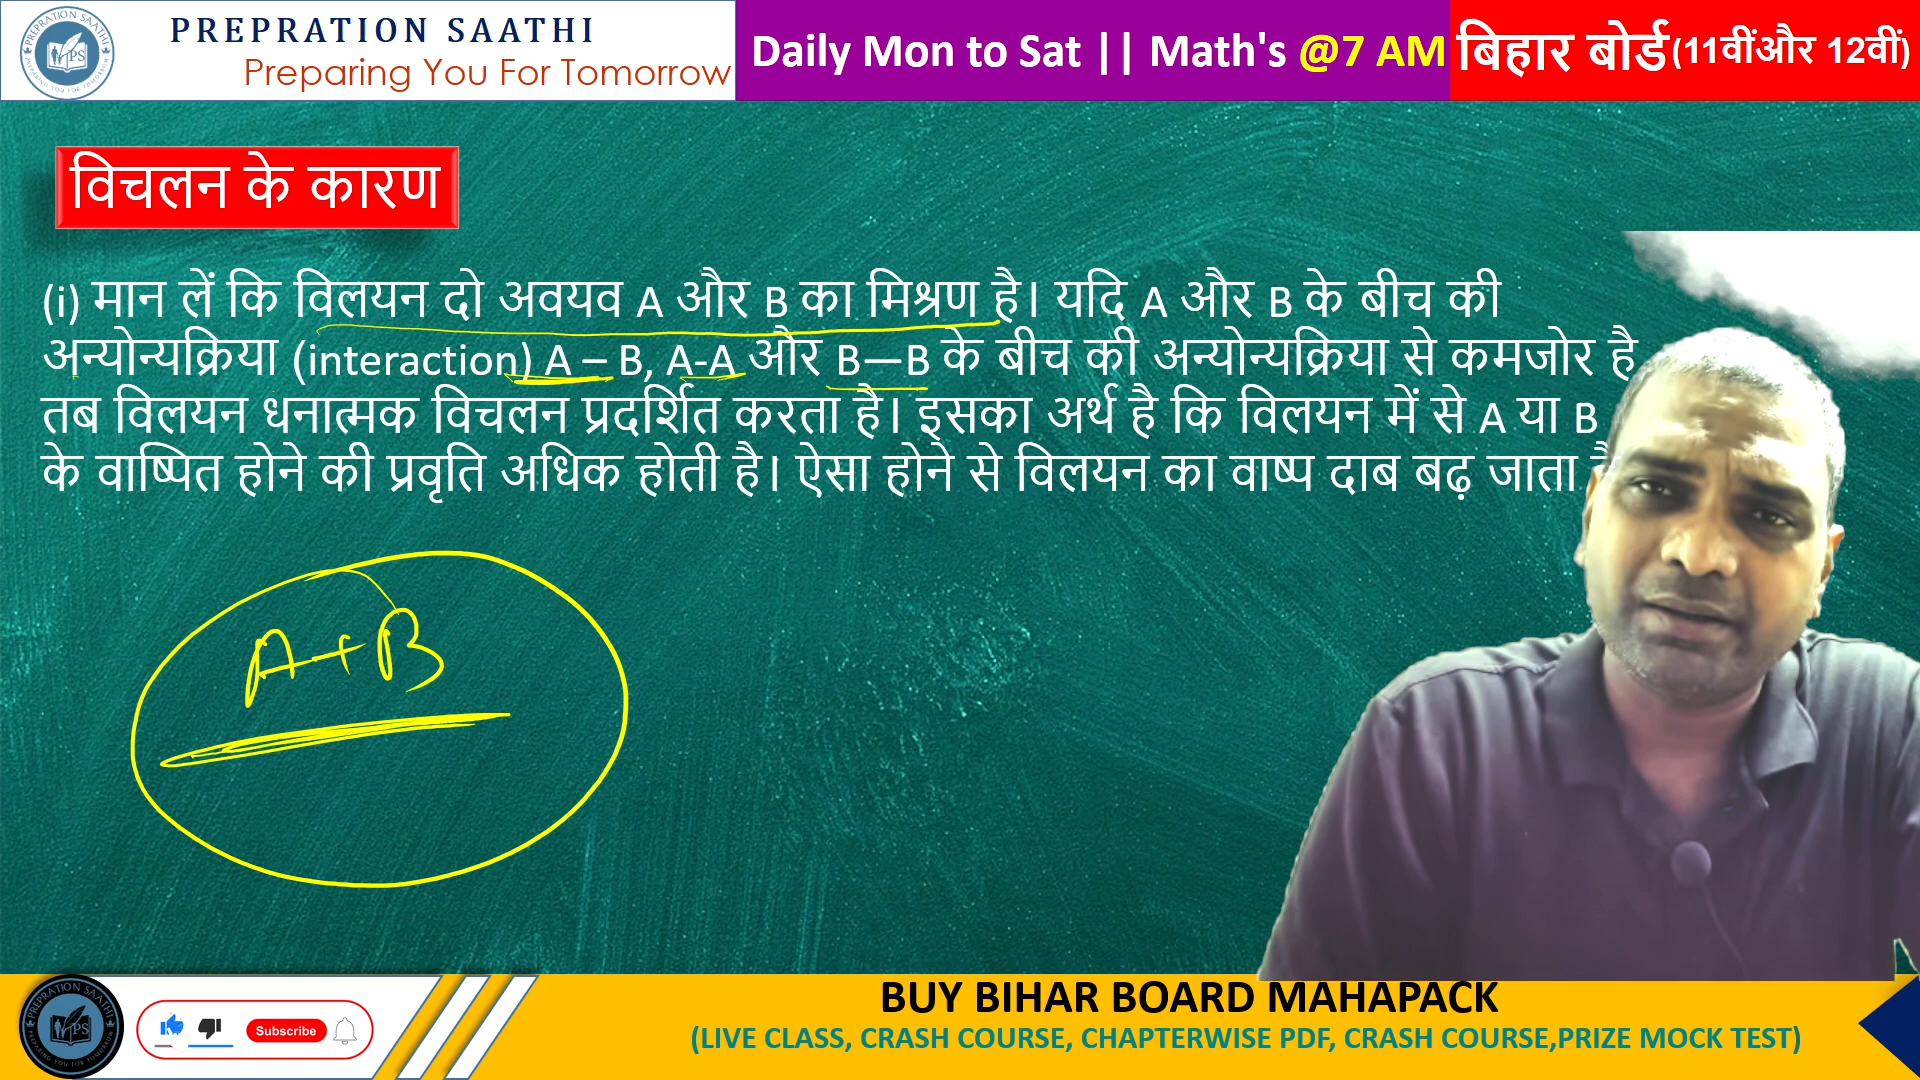 PREPRATION SAATHI
Preparing You For Tomorrow
Daily Mon to Sat || Math's @7 AM
बिहार बोर्ड(11वींऔर 12वीं)
विचलन के कारण
(i) मान लें कि विलयन दो अवयव A और B का मिश्रण है। यदि A और B के बीच की
अन्योन्यक्रिया (interaction) A – B, A-A और B—B के बीच की अन्योन्यक्रिया से कमजोर है
तब विलयन धनात्मक विचलन प्रदर्शित करता है। इसका अर्थ है कि विलयन में से A या B
के वाष्पित होने की प्रवृति अधिक होती है। ऐसा होने से विलयन का वाष्प दाब बढ़ जाता
A+B
Subscribe
BUY BIHAR BOARD MAHAPACK
(LIVE CLASS, CRASH COURSE, CHAPTERWISE PDF, CRASH COURSE,PRIZE MOCK TEST)